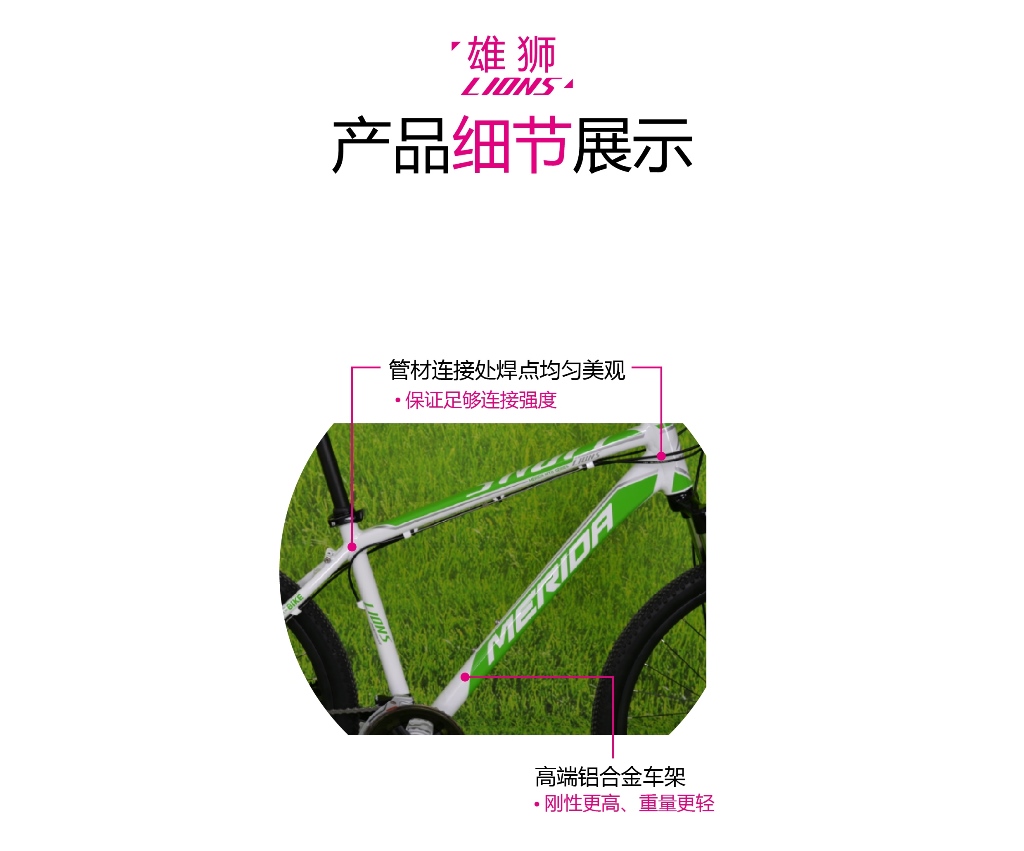 雄狮
LIONS
产品细节展示
管材连接处焊点均匀美观
• 保证足够连接强度
LIONS
MERIDA
BIKE
LIONS
高端铝合金车架
• 刚性更高、重量更轻